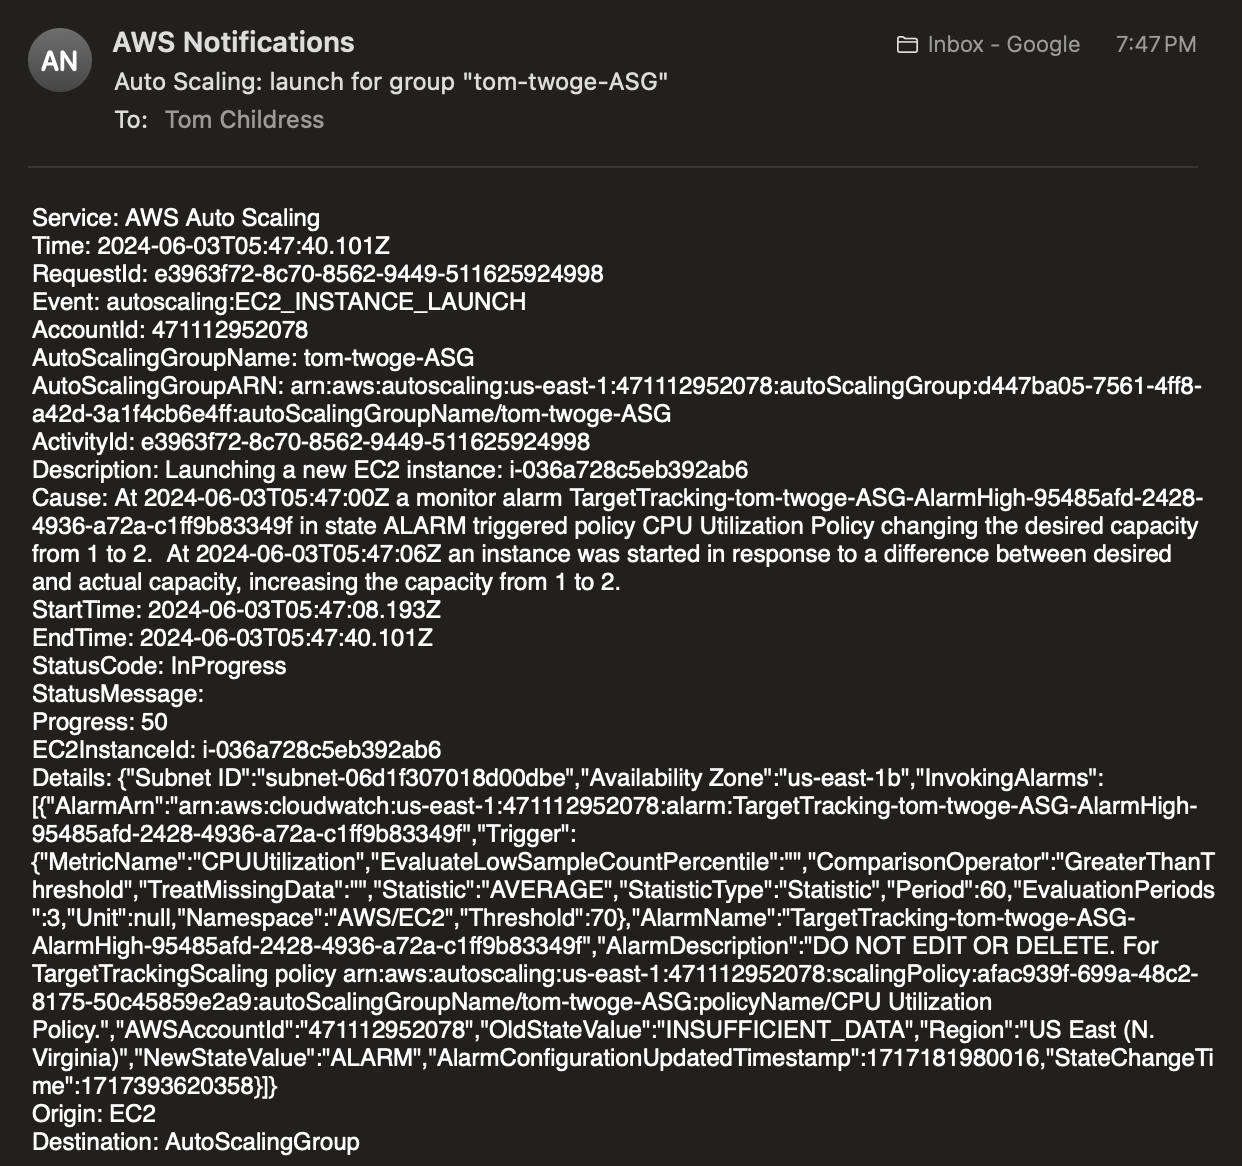 AN
AWS Notifications
Inbox - Google 7:47 PM
Auto Scaling: launch for group "tom-twoge-ASG"
To: Tom Childress
Service: AWS Auto Scaling
Time: 2024-06-03T05:47:40.101Z
RequestId: e3963f72-8c70-8562-9449-511625924998
Event: autoscaling:EC2_INSTANCE_LAUNCH
AccountId: 471112952078
AutoScalingGroupName: tom-twoge-ASG
AutoScalingGroupARN: arn:aws:autoscaling:us-east-1:471112952078:autoScalingGroup:d447ba05-7561-4ff8-
a42d-3a1f4cb6e4ff:autoScalingGroupName/tom-twoge-ASG
ActivityId: e3963f72-8c70-8562-9449-511625924998
Description: Launching a new EC2 instance: i-036a728c5eb392ab6
Cause: At 2024-06-03T05:47:00Z a monitor alarm TargetTracking-tom-twoge-ASG-AlarmHigh-95485afd-2428-
4936-a72a-c1ff9b83349f in state ALARM triggered policy CPU Utilization Policy changing the desired capacity
from 1 to 2.  At 2024-06-03T05:47:06Z an instance was started in response to a difference between desired
and actual capacity, increasing the capacity from 1 to 2.
StartTime: 2024-06-03T05:47:08.193Z
EndTime: 2024-06-03T05:47:40.101Z
StatusCode: InProgress
StatusMessage:
Progress: 50
EC2InstanceId: i-036a728c5eb392ab6
Details: {"Subnet ID":"subnet-06d1f307018d00dbe","Availability Zone":"us-east-1b","InvokingAlarms":
[{"AlarmArn":"arn:aws:cloudwatch:us-east-1:471112952078:alarm:TargetTracking-tom-twoge-ASG-AlarmHigh-
95485afd-2428-4936-a72a-c1ff9b83349f","Trigger":
{"MetricName":"CPUUtilization","EvaluateLowSampleCountPercentile":"","ComparisonOperator":"GreaterThanT
hreshold","TreatMissingData":"","Statistic":"AVERAGE","StatisticType":"Statistic","Period":60,"EvaluationPeriods
":3,"Unit":null,"Namespace":"AWS/EC2","Threshold":70},"AlarmName":"TargetTracking-tom-twoge-ASG-
AlarmHigh-95485afd-2428-4936-a72a-c1ff9b83349f","AlarmDescription":"DO NOT EDIT OR DELETE. For
TargetTrackingScaling policy arn:aws:autoscaling:us-east-1:471112952078:scalingPolicy:afac939f-699a-48c2-
8175-50c45859e2a9:autoScalingGroupName/tom-twoge-ASG:policyName/CPU Utilization
Policy.","AWSAccountId":"471112952078","OldStateValue":"INSUFFICIENT_DATA","Region":"US East (N.
Virginia)","NewStateValue":"ALARM","AlarmConfigurationUpdatedTimestamp":1717181980016,"StateChangeTi
me":1717393620358}]}
Origin: EC2
Destination: AutoScalingGroup